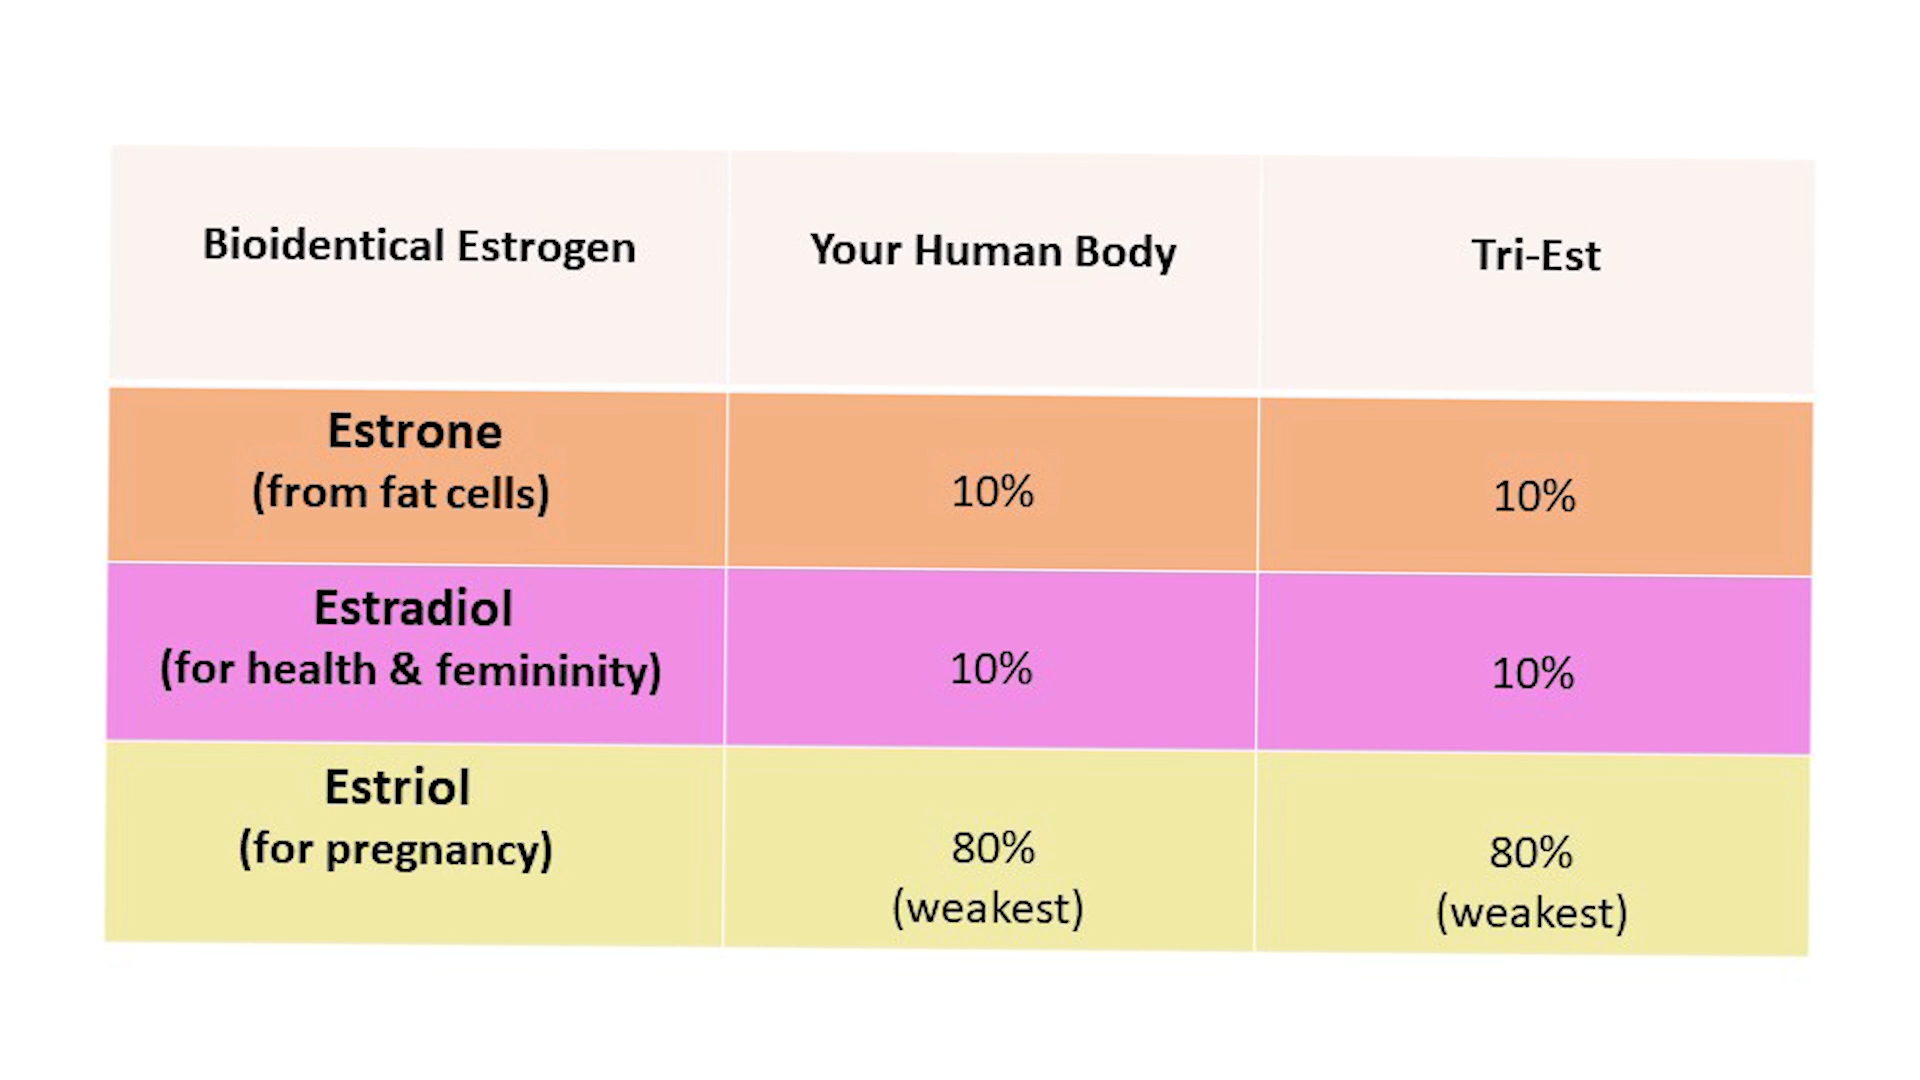 Bioidentical Estrogen
Your Human Body
Tri-Est
Estrone
(from fat cells)
10%
10%
Estradiol
(for health & femininity)
10%
10%
Estriol
(for pregnancy)
80%
(weakest)
80%
(weakest)